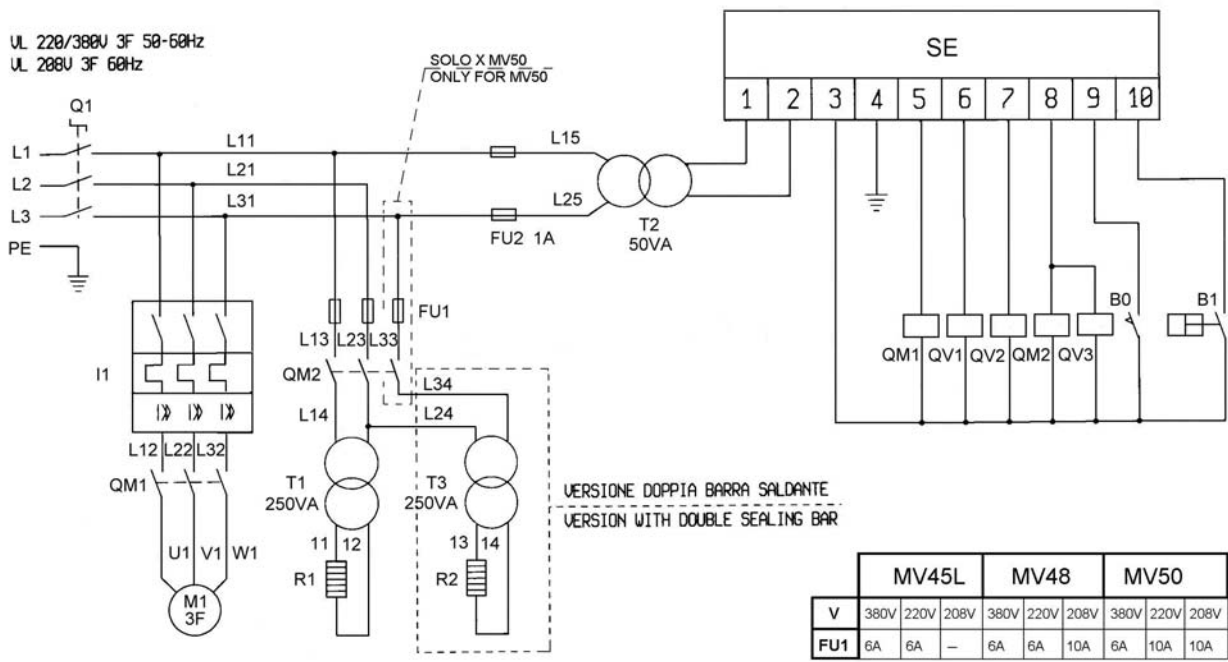 VL 220/380V 3F 50-60Hz
VL 208V 3F 60Hz
SOLO X MV50
ONLY FOR MV50
SE
1 2 3 4 5 6 7 8 9 10
Q1
L1
L2
L3
PE
L11
L21
L31
L15
L25
FU2 1A
T2
50VA
FU1
L13 L23 L33
QM2
L34
L24
L14
I1
L12 L22 L32
QM1
U1 V1 W1
M1
3F
T1
250VA
11 12
R1
T3
250VA
13 14
R2
QM1 QV1 QV2 QM2 QV3
B0
B1
VERSIONE DOPPIA BARRA SALDANTE
VERSION WITH DOUBLE SEALING BAR
MV45L MV48 MV50
V 380V 220V 208V 380V 220V 208V 380V 220V 208V
FU1 6A 6A – 6A 6A 10A 6A 10A 10A